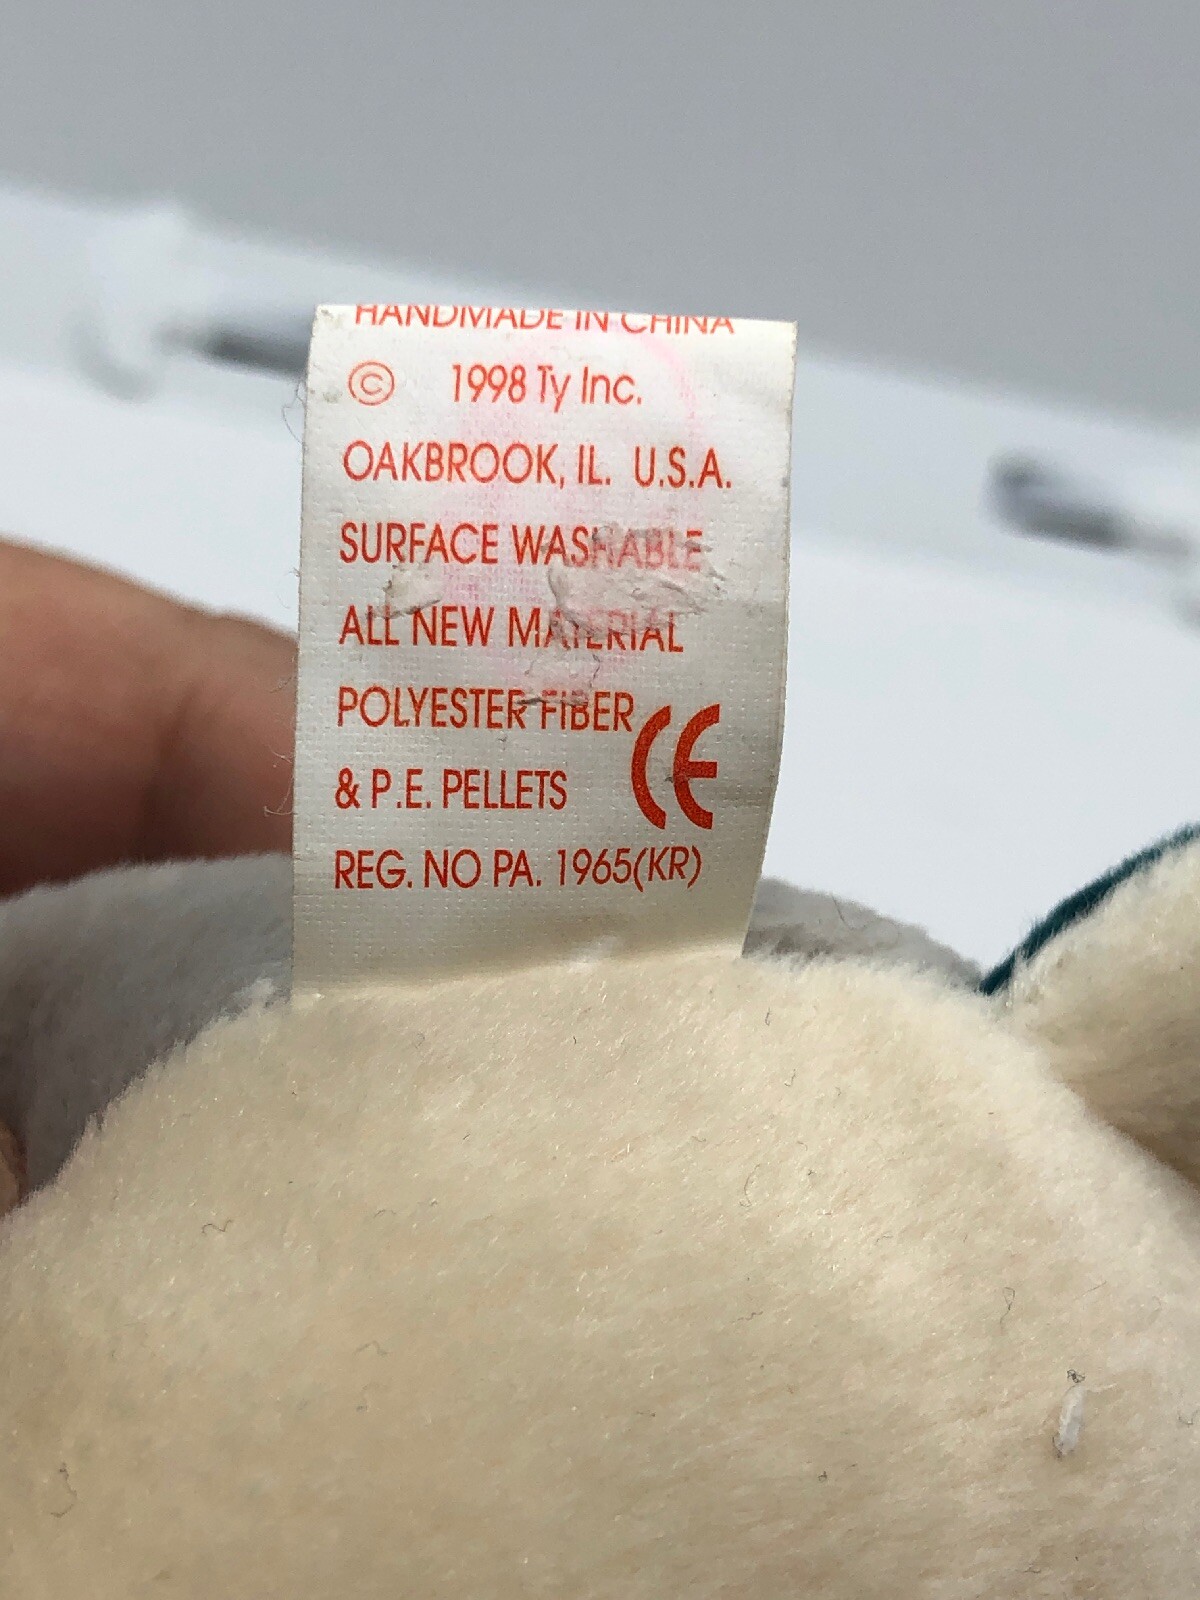 HANDMADE IN CHINA
© 1998 Ty Inc.
OAKBROOK, IL. U.S.A.
SURFACE WASHABLE
ALL NEW MATERIAL
POLYESTER FIBER
& P.E. PELLETS CE
REG. NO PA. 1965(KR)